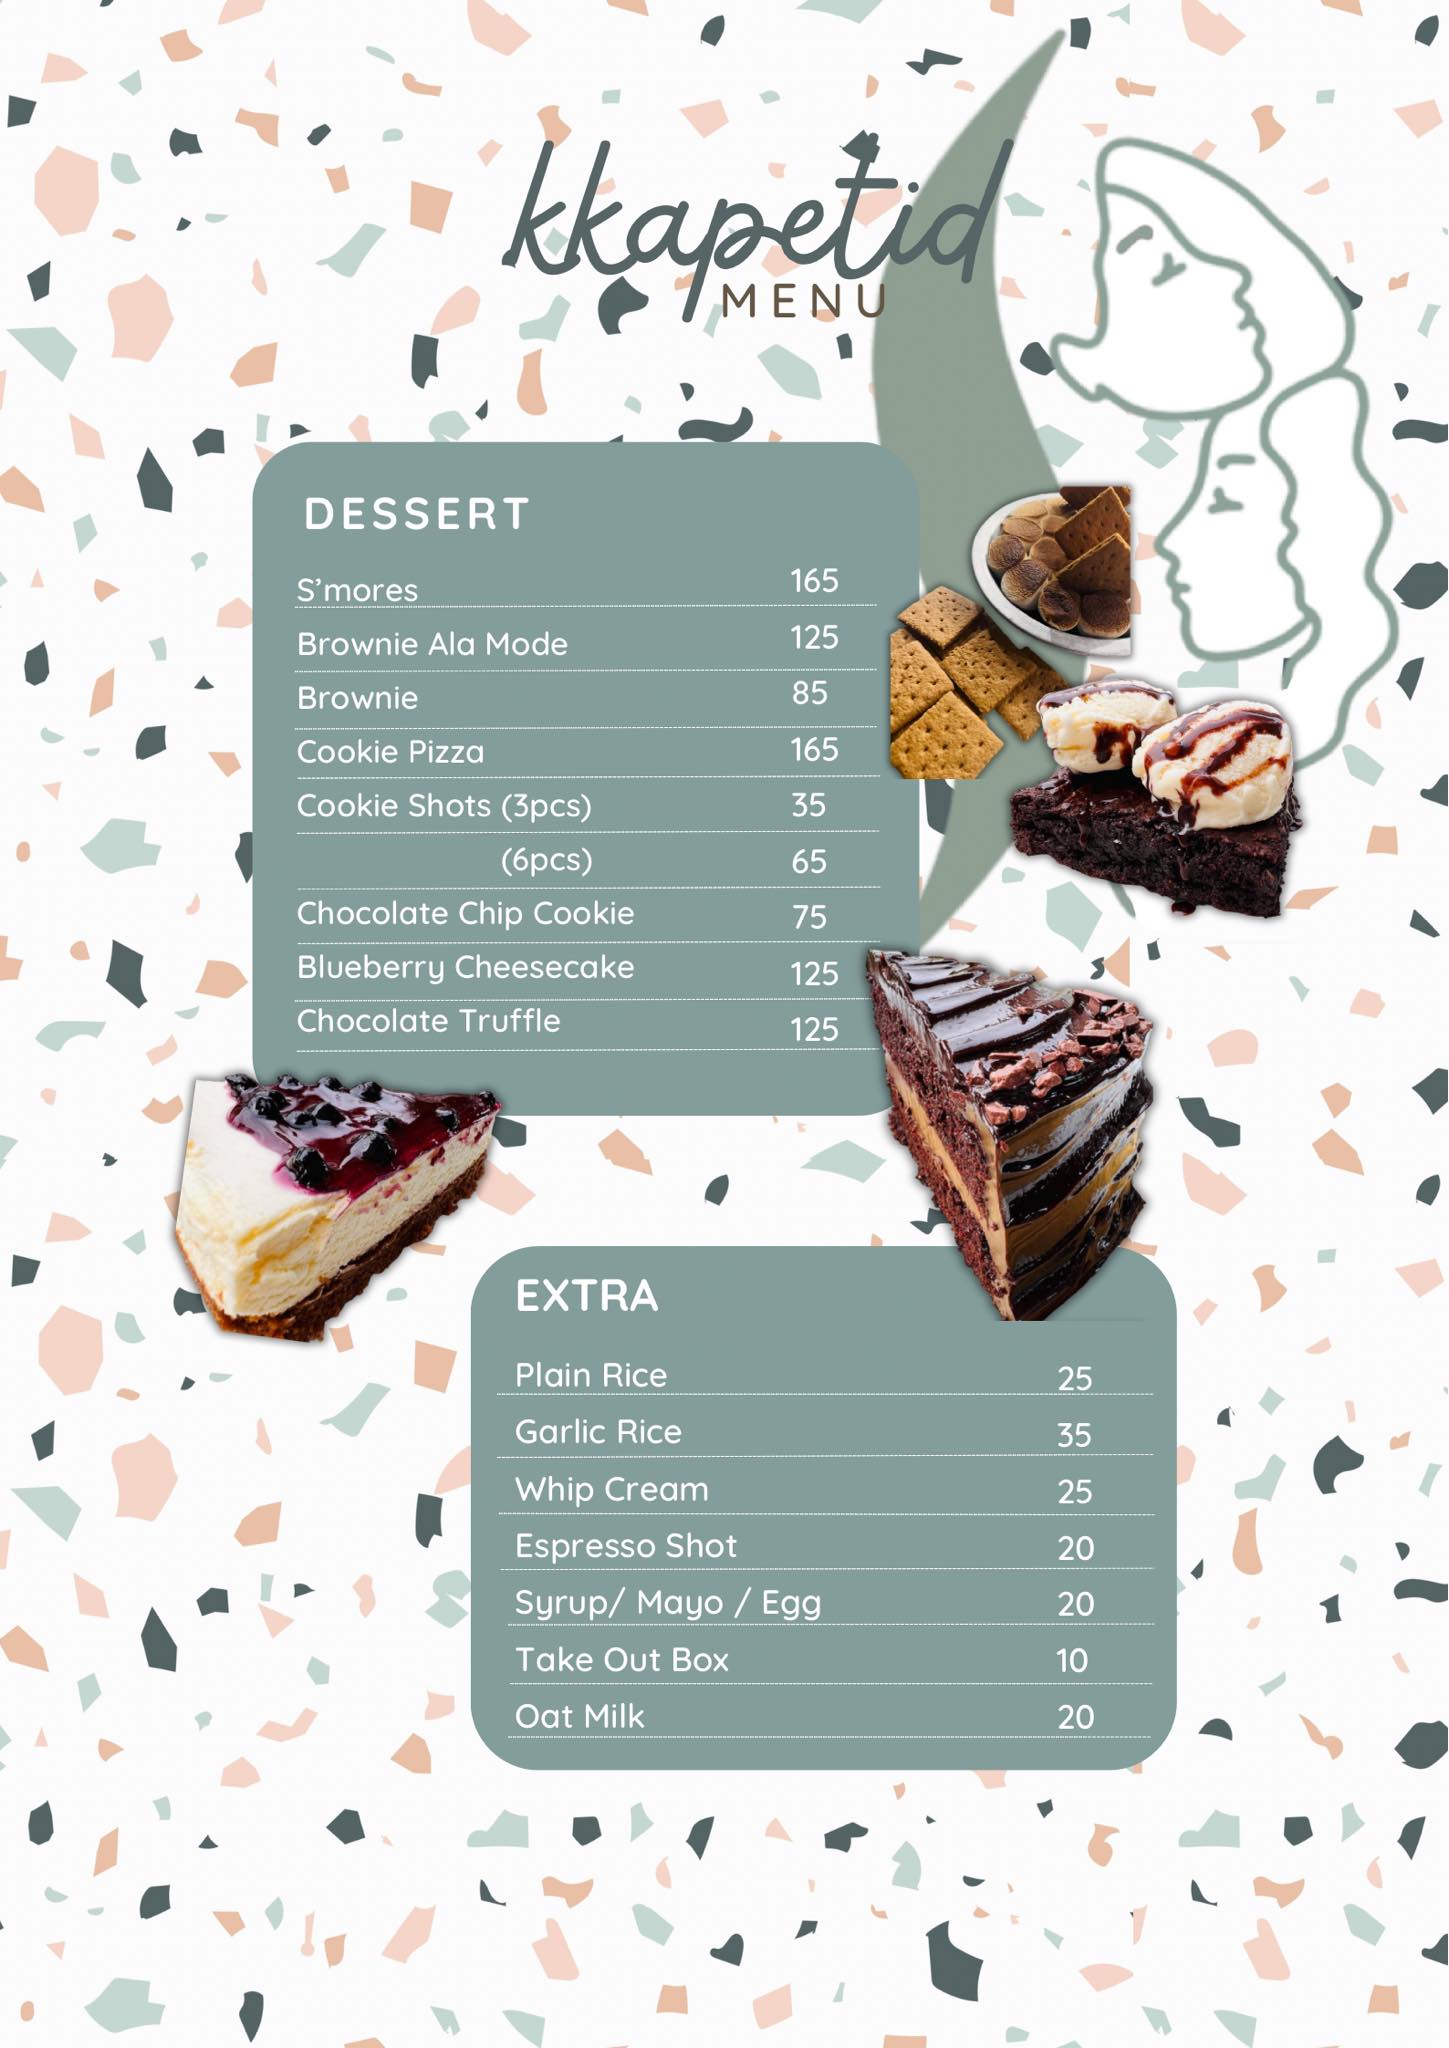 kkapetid
MENU
DESSERT
S’mores 165
Brownie Ala Mode 125
Brownie 85
Cookie Pizza 165
Cookie Shots (3pcs) 35
(6pcs) 65
Chocolate Chip Cookie 75
Blueberry Cheesecake 125
Chocolate Truffle 125
EXTRA
Plain Rice 25
Garlic Rice 35
Whip Cream 25
Espresso Shot 20
Syrup/ Mayo / Egg 20
Take Out Box 10
Oat Milk 20